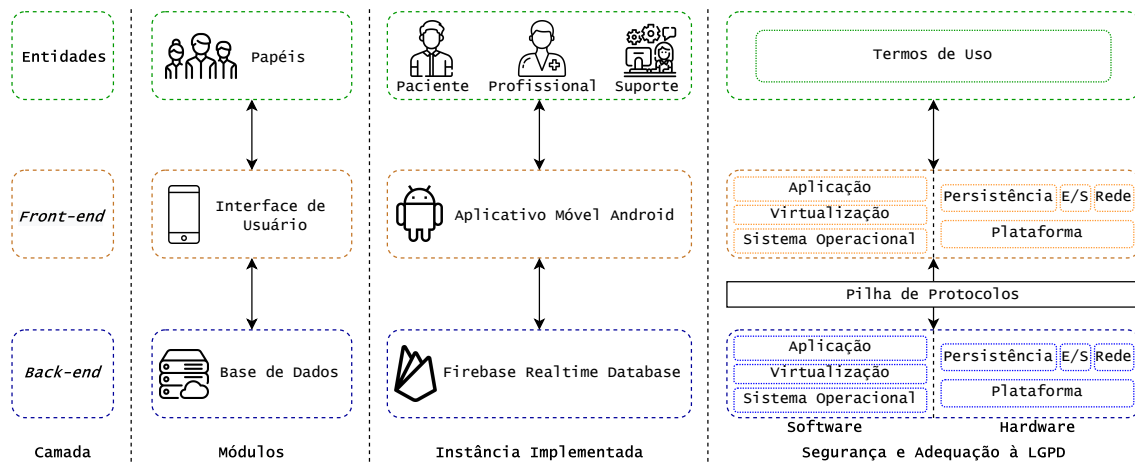 Entidades
Papéis
Paciente
Profissional
Suporte
Termos de Uso
Front-end
Interface de
Usuário
Aplicativo Móvel Android
Aplicação
Virtualização
Sistema Operacional
Persistência
E/S
Rede
Plataforma
Pilha de Protocolos
Back-end
Base de Dados
Firebase Realtime Database
Aplicação
Virtualização
Sistema Operacional
Persistência
E/S
Rede
Plataforma
Software
Hardware
Camada
Módulos
Instância Implementada
Segurança e Adequação à LGPD